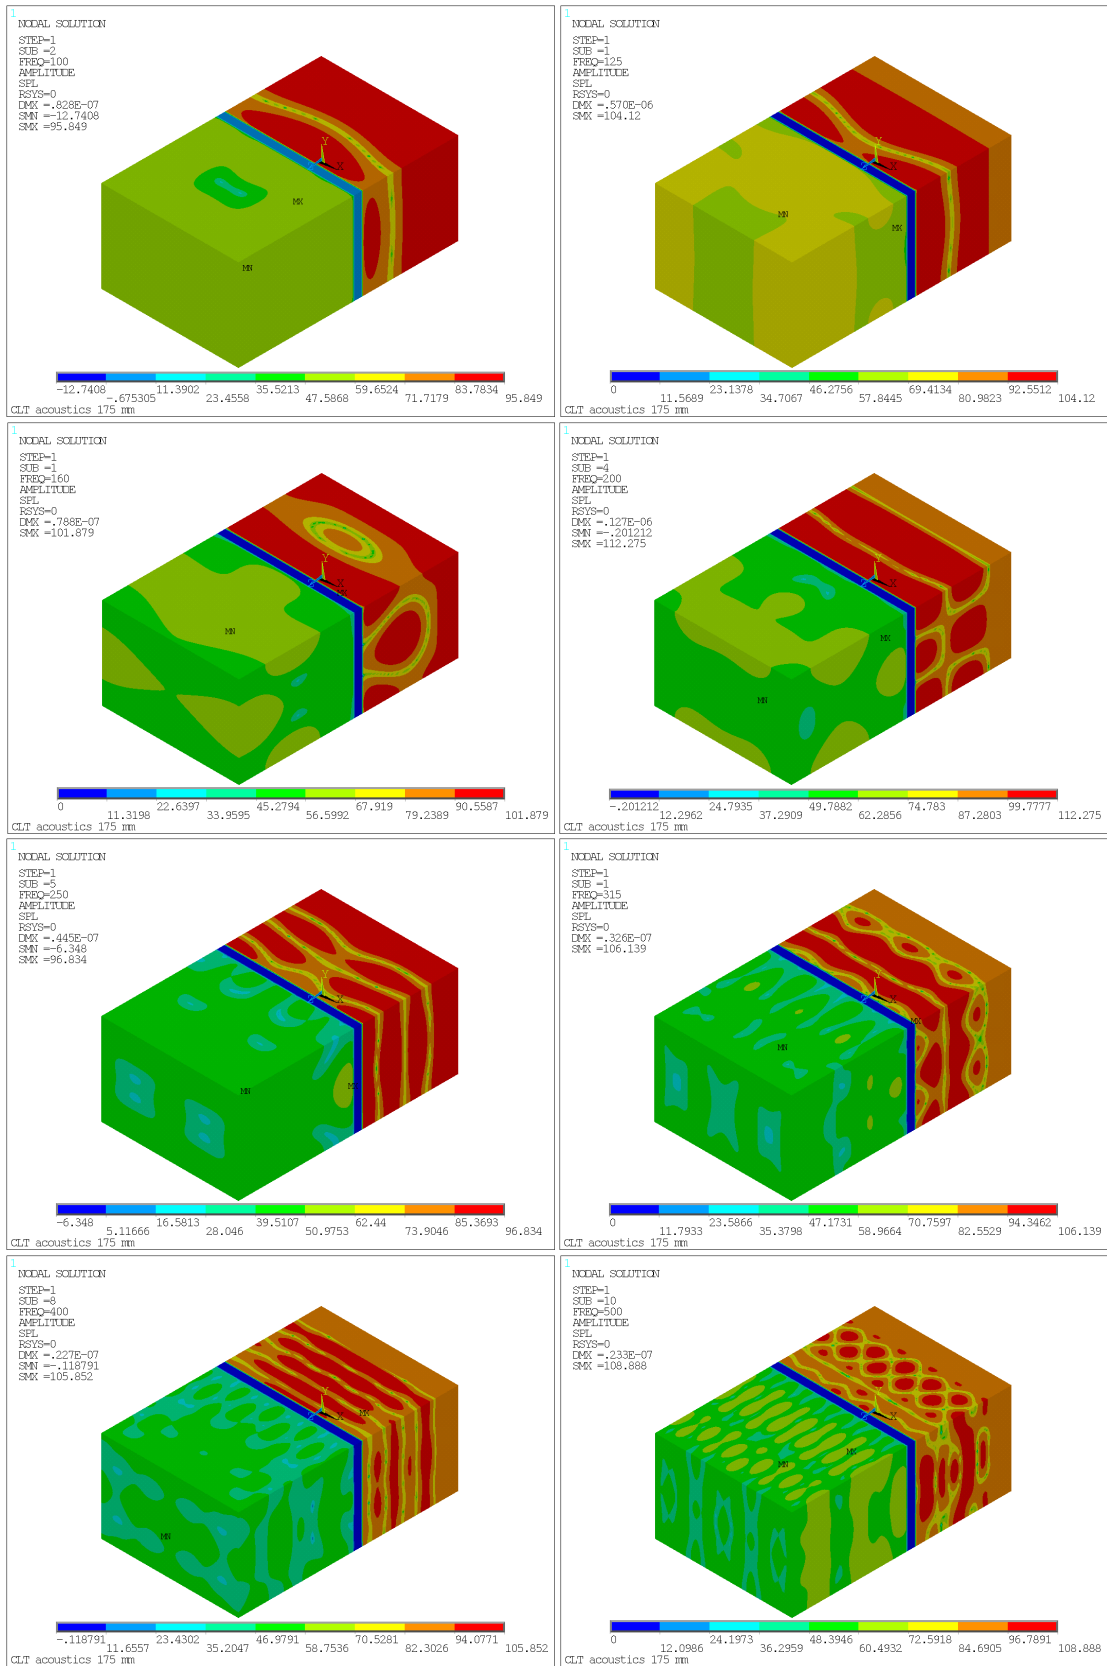 1
NODAL SOLUTION
STEP=1
SUB =2
FREQ=100
AMPLITUDE
SPL
RSYS=0
DMX =.828E-07
SMN =-12.7408
SMX =95.849
Y
Z
X
MX
MN
-12.7408 11.3902 35.5213 59.6524 83.7834
-.675305 23.4558 47.5868 71.7179 95.849
CLT acoustics 175 mm
1
NODAL SOLUTION
STEP=1
SUB =1
FREQ=125
AMPLITUDE
SPL
RSYS=0
DMX =.570E-06
SMX =104.12
Y
Z
X
MN
MX
0 23.1378 46.2756 69.4134 92.5512
11.5689 34.7067 57.8445 80.9823 104.12
CLT acoustics 175 mm
1
NODAL SOLUTION
STEP=1
SUB =1
FREQ=160
AMPLITUDE
SPL
RSYS=0
DMX =.788E-07
SMX =101.879
Y
Z
X
MX
MN
0 22.6397 45.2794 67.919 90.5587
11.3198 33.9595 56.5992 79.2389 101.879
CLT acoustics 175 mm
1
NODAL SOLUTION
STEP=1
SUB =4
FREQ=200
AMPLITUDE
SPL
RSYS=0
DMX =.127E-06
SMN =-.201212
SMX =112.275
Y
Z
X
MX
MN
-.201212 24.7935 49.7882 74.783 99.7777
12.2962 37.2909 62.2856 87.2803 112.275
CLT acoustics 175 mm
1
NODAL SOLUTION
STEP=1
SUB =5
FREQ=250
AMPLITUDE
SPL
RSYS=0
DMX =.445E-07
SMN =-6.348
SMX =96.834
Y
Z
X
MX
MN
-6.348 16.5813 39.5107 62.44 85.3693
5.11666 28.046 50.9753 73.9046 96.834
CLT acoustics 175 mm
1
NODAL SOLUTION
STEP=1
SUB =1
FREQ=315
AMPLITUDE
SPL
RSYS=0
DMX =.326E-07
SMX =106.139
Y
Z
X
MX
MN
0 23.5866 47.1731 70.7597 94.3462
11.7933 35.3798 58.9664 82.5529 106.139
CLT acoustics 175 mm
1
NODAL SOLUTION
STEP=1
SUB =8
FREQ=400
AMPLITUDE
SPL
RSYS=0
DMX =.227E-07
SMN =-.118791
SMX =105.852
Y
Z
X
MX
MN
-.118791 23.4302 46.9791 70.5281 94.0771
11.6557 35.2047 58.7536 82.3026 105.852
CLT acoustics 175 mm
1
NODAL SOLUTION
STEP=1
SUB =10
FREQ=500
AMPLITUDE
SPL
RSYS=0
DMX =.233E-07
SMX =108.888
Y
Z
X
MX
MN
0 24.1973 48.3946 72.5918 96.7891
12.0986 36.2959 60.4932 84.6905 108.888
CLT acoustics 175 mm